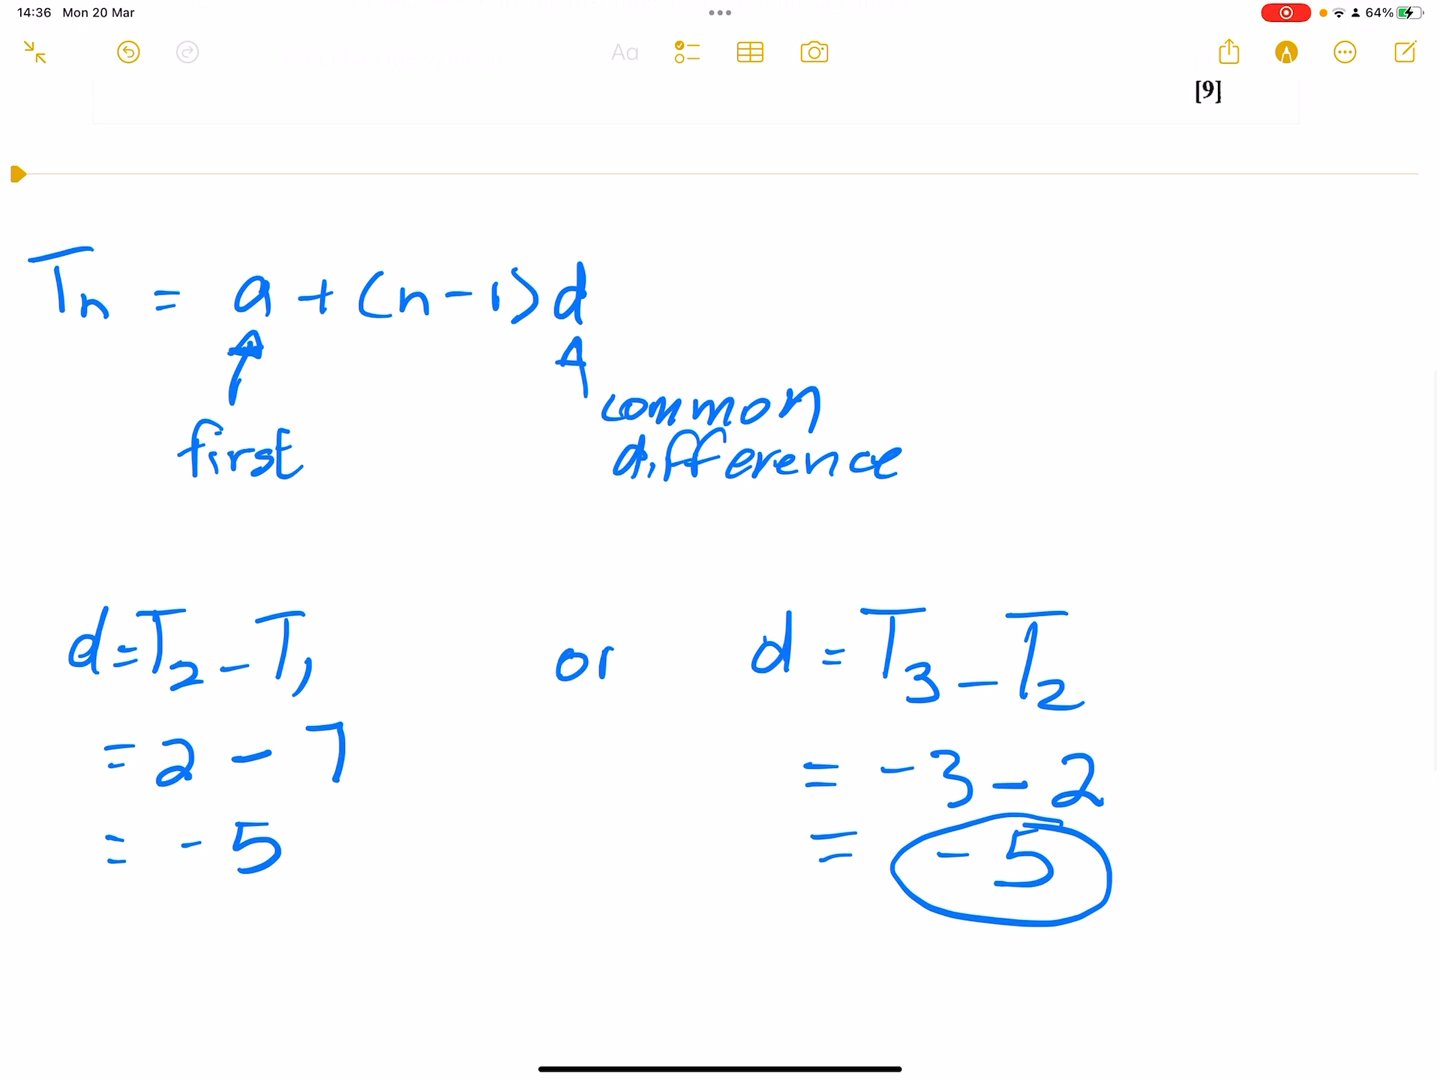 14:36 Mon 20 Mar
64%
Aa
[9]
Tn = a + (n - 1) d
first
common
difference
d = T2 - T1 or d = T3 - T2
= 2 - 7
= -3 - 2
= -5
= -5